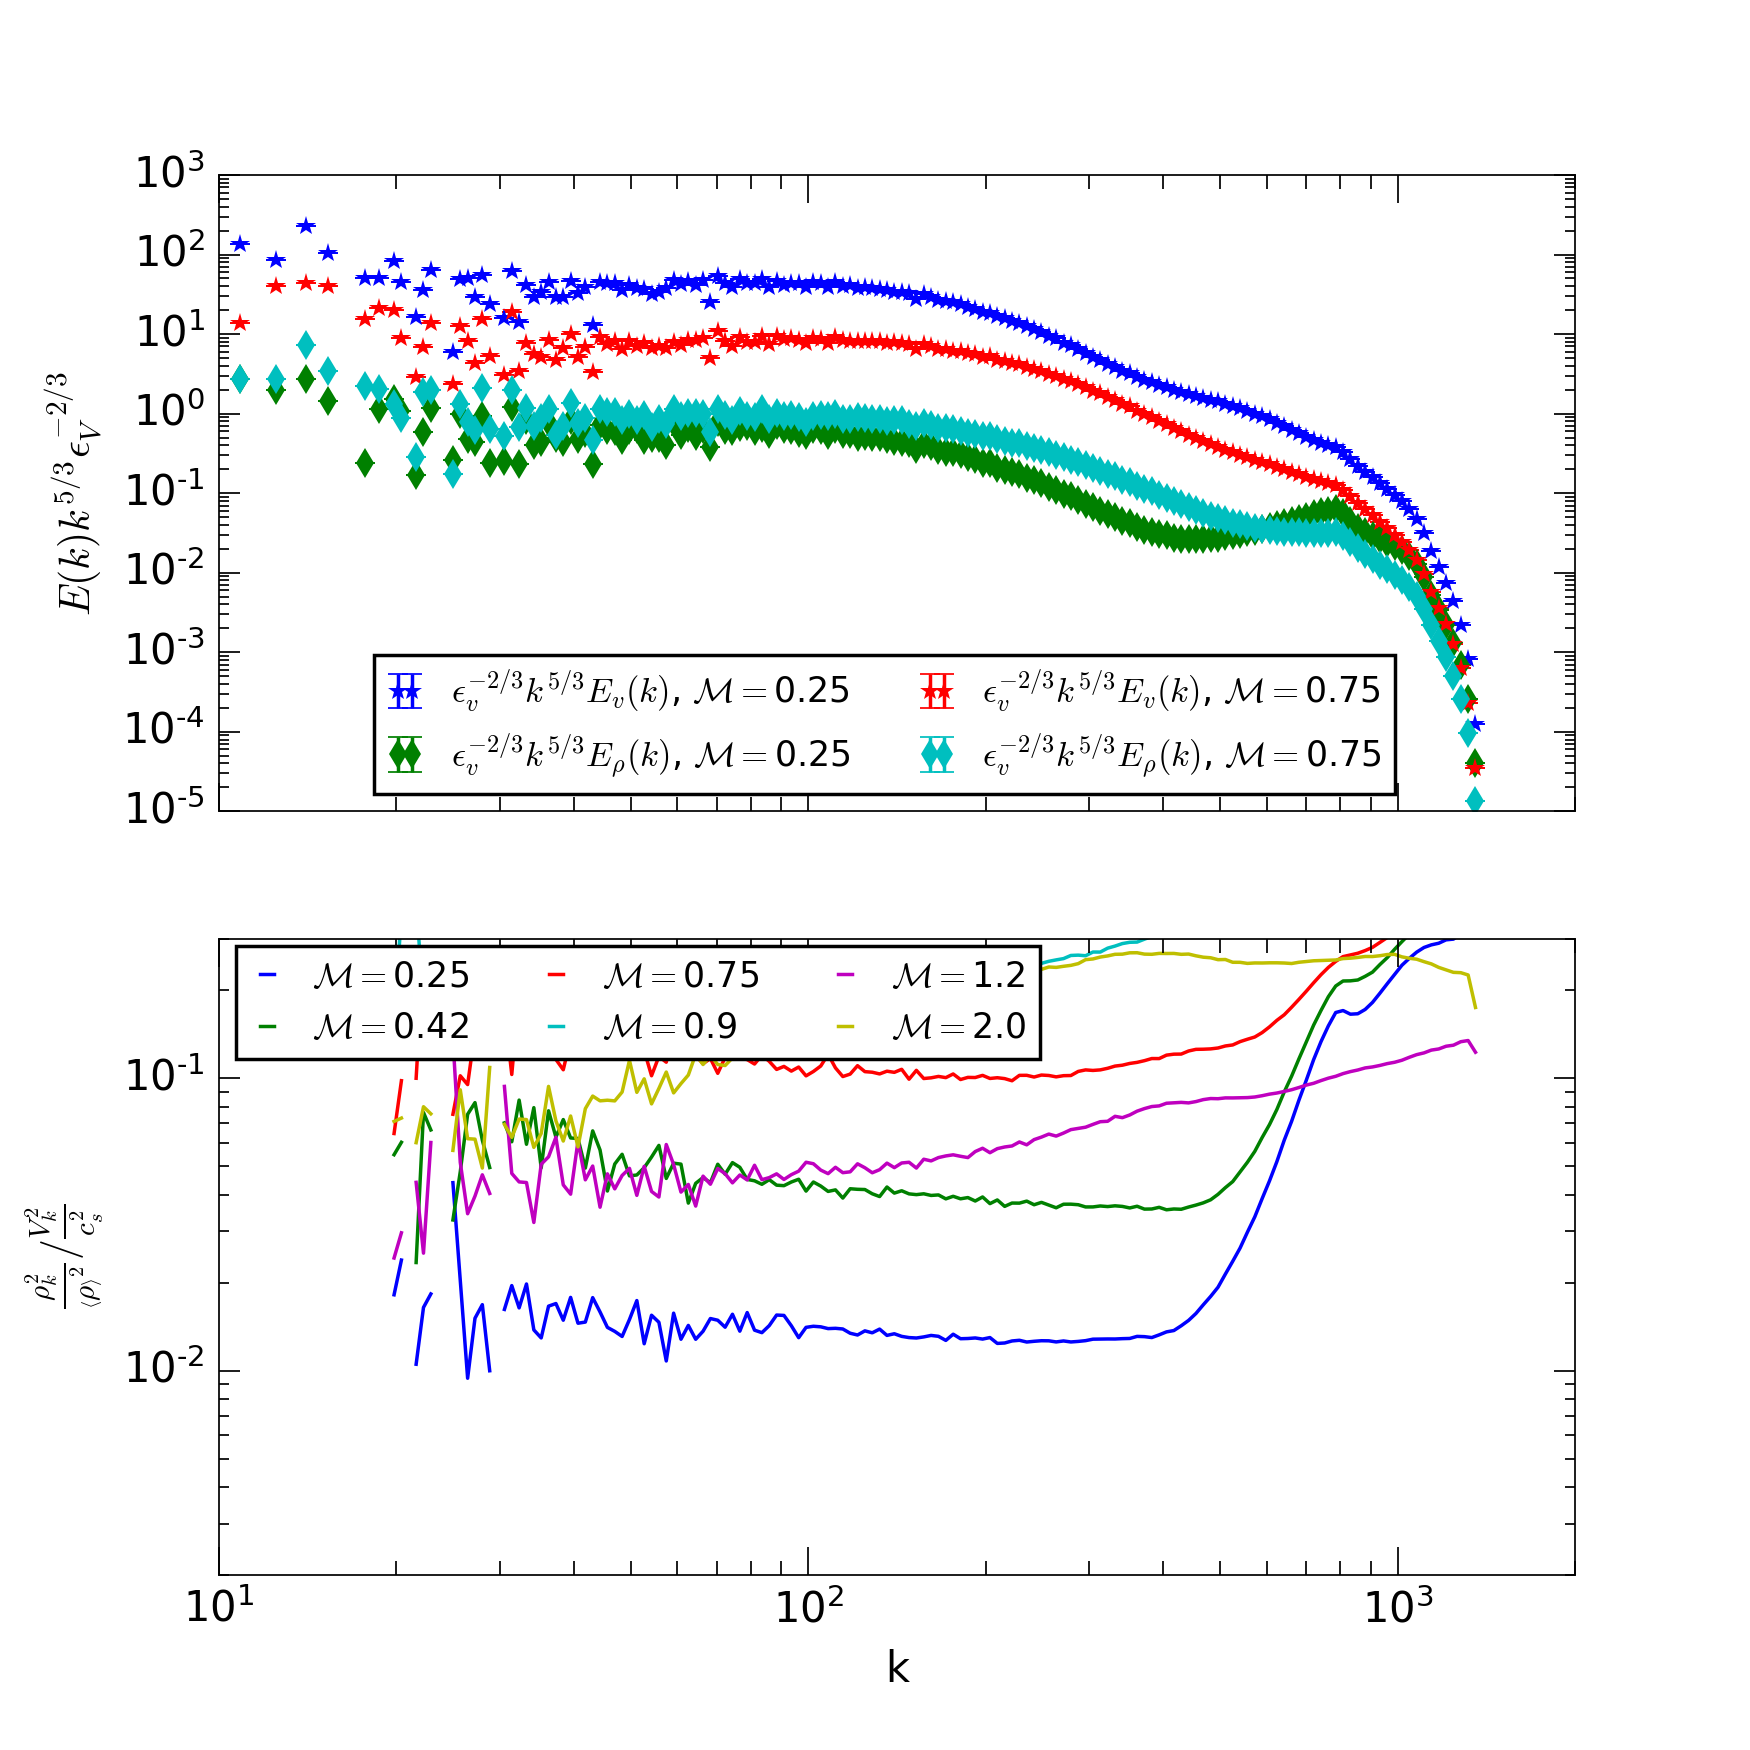 10^3
10^2
10^1
10^0
10^-1
10^-2
10^-3
10^-4
10^-5
E(k)k^{5/3}ϵ_V^{-2/3}
ϵ_v^{-2/3}k^{5/3}E_v(k), ℳ=0.25
ϵ_v^{-2/3}k^{5/3}E_v(k), ℳ=0.75
ϵ_v^{-2/3}k^{5/3}E_ρ(k), ℳ=0.25
ϵ_v^{-2/3}k^{5/3}E_ρ(k), ℳ=0.75
ℳ=0.25 ℳ=0.75 ℳ=1.2
ℳ=0.42 ℳ=0.9 ℳ=2.0
10^-1
10^-2
ρ_k^2/⟨ρ⟩^2 / V_k^2/c_s^2
10^1 10^2 10^3
k